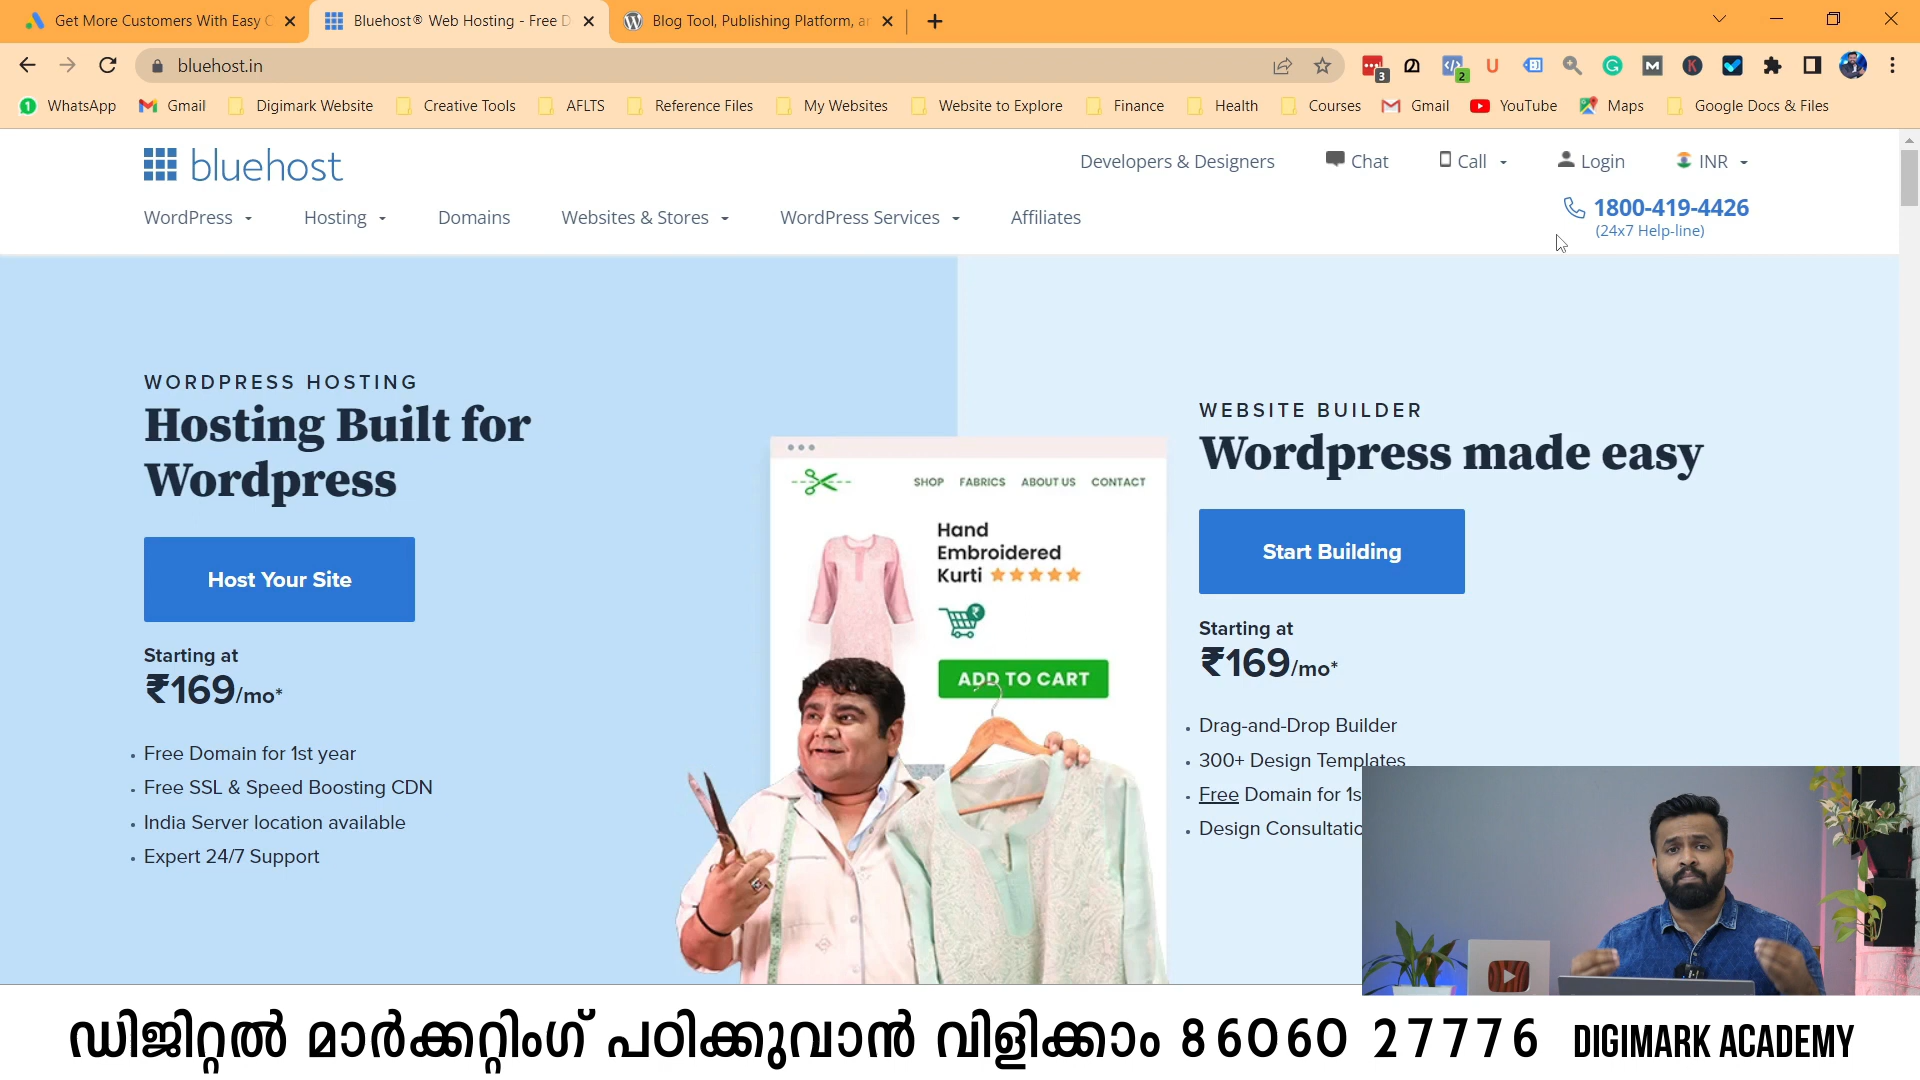 Get More Customers With Easy
Bluehost® Web Hosting - Free D
Blog Tool, Publishing Platform, a
bluehost.in
3
2
WhatsApp
Gmail
Digimark Website
Creative Tools
AFLTS
Reference Files
My Websites
Website to Explore
Finance
Health
Courses
Gmail
YouTube
Maps
Google Docs & Files
bluehost
Developers & Designers
Chat
Call
Login
INR
WordPress
Hosting
Domains
Websites & Stores
WordPress Services
Affiliates
1800-419-4426
(24x7 Help-line)
WORDPRESS HOSTING
Hosting Built for
Wordpress
Host Your Site
Starting at
₹169/mo*
Free Domain for 1st year
Free SSL & Speed Boosting CDN
India Server location available
Expert 24/7 Support
SHOP FABRICS ABOUT US CONTACT
Hand
Embroidered
Kurti
ADD TO CART
WEBSITE BUILDER
Wordpress made easy
Start Building
Starting at
₹169/mo*
Drag-and-Drop Builder
300+ Design Templates
Free Domain for 1s
Design Consultatio
ഡിജിറ്റൽ മാർക്കറ്റിംഗ് പഠിക്കുവാൻ വിളിക്കാം 86060 27776 DIGIMARK ACADEMY